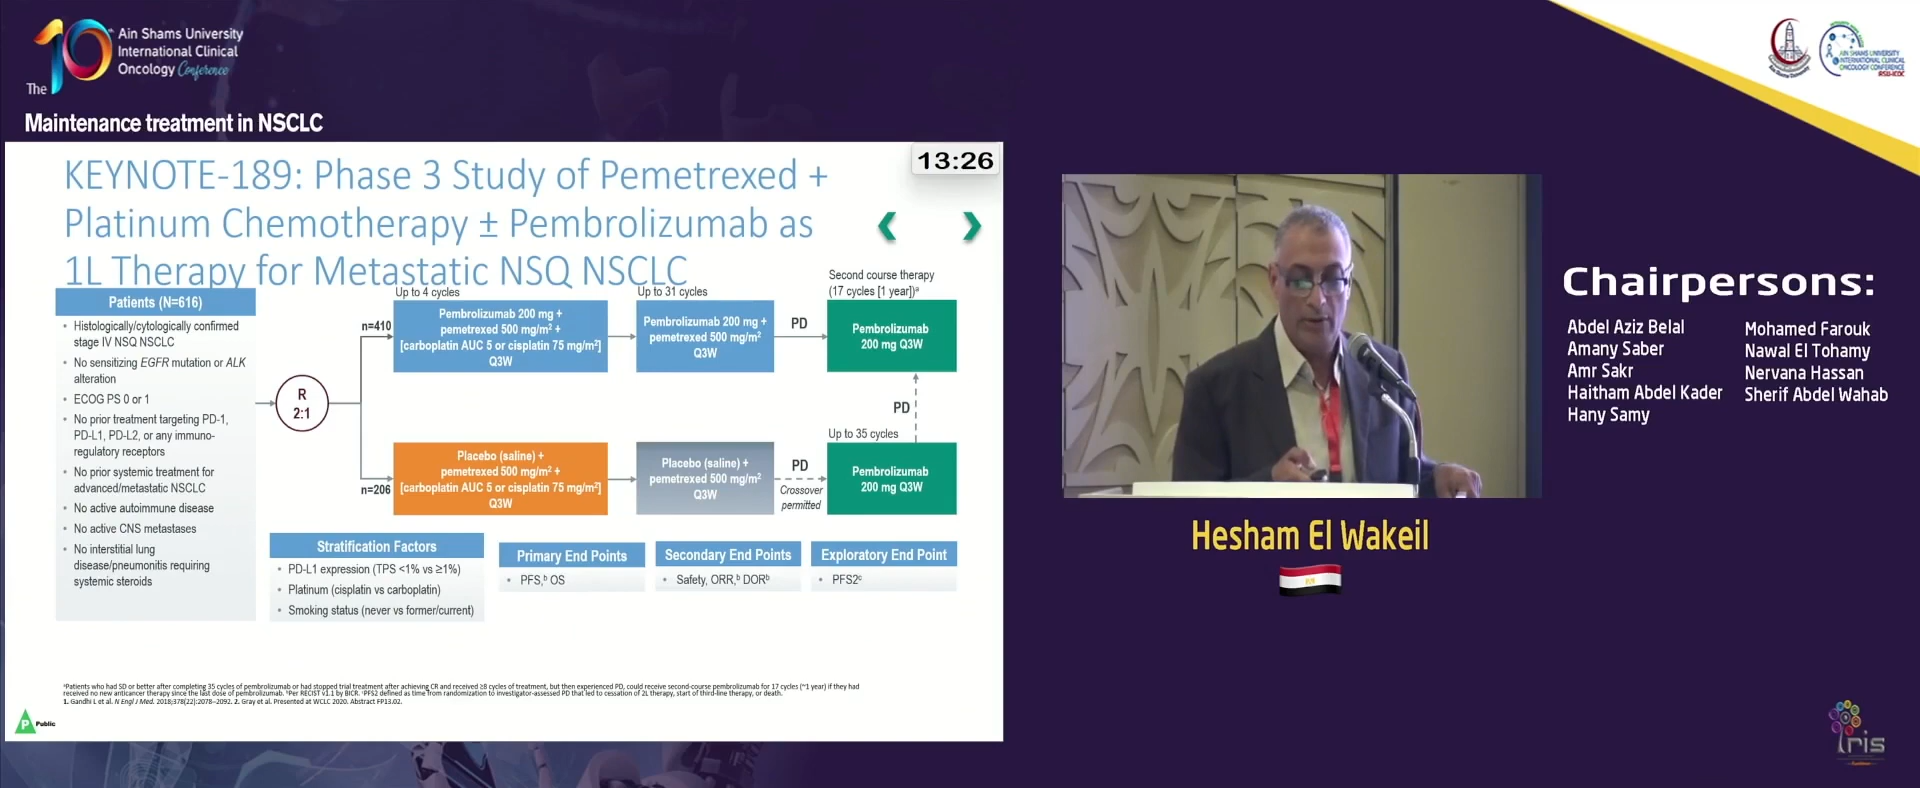 The 10th
Ain Shams University
International Clinical
Oncology Conference
Maintenance treatment in NSCLC
KEYNOTE-189: Phase 3 Study of Pemetrexed +
Platinum Chemotherapy ± Pembrolizumab as
1L Therapy for Metastatic NSQ NSCLC
13:26
Patients (N=616)
• Histologically/cytologically confirmed
stage IV NSQ NSCLC
• No sensitizing EGFR mutation or ALK
alteration
• ECOG PS 0 or 1
• No prior treatment targeting PD-1,
PD-L1, PD-L2, or any immuno-
regulatory receptors
• No prior systemic treatment for
advanced/metastatic NSCLC
• No active autoimmune disease
• No active CNS metastases
• No interstitial lung
disease/pneumonitis requiring
systemic steroids
R
2:1
n=410
Up to 4 cycles
Pembrolizumab 200 mg +
pemetrexed 500 mg/m² +
[carboplatin AUC 5 or cisplatin 75 mg/m²]
Q3W
Up to 31 cycles
Pembrolizumab 200 mg +
pemetrexed 500 mg/m²
Q3W
PD
Second course therapy
(17 cycles [1 year])ᵃ
Pembrolizumab
200 mg Q3W
PD
n=206
Placebo (saline) +
pemetrexed 500 mg/m² +
[carboplatin AUC 5 or cisplatin 75 mg/m²]
Q3W
Placebo (saline) +
pemetrexed 500 mg/m²
Q3W
PD
Crossover
permitted
Up to 35 cycles
Pembrolizumab
200 mg Q3W
Stratification Factors
• PD-L1 expression (TPS <1% vs ≥1%)
• Platinum (cisplatin vs carboplatin)
• Smoking status (never vs former/current)
Primary End Points
• PFS,ᵇ OS
Secondary End Points
• Safety, ORR,ᵇ DORᵇ
Exploratory End Point
• PFS2ᶜ
ᵃPatients who had SD or better after completing 35 cycles of pembrolizumab or had stopped trial treatment after achieving CR and received ≥8 cycles of treatment, but then experienced PD, could receive second-course pembrolizumab for 17 cycles (~1 year) if they had
received no new anticancer therapy since the last dose of pembrolizumab. ᵇPer RECIST v1.1 by BICR. ᶜPFS2 defined as time from randomization to investigator-assessed PD that led to cessation of 2L therapy, start of third-line therapy, or death.
1. Gandhi L et al. N Engl J Med. 2018;378(22):2078–2092. 2. Gray et al. Presented at WCLC 2020. Abstract FP13.02.
P Public
Hesham El Wakeil
Chairpersons:
Abdel Aziz Belal
Amany Saber
Amr Sakr
Haitham Abdel Kader
Hany Samy
Mohamed Farouk
Nawal El Tohamy
Nervana Hassan
Sherif Abdel Wahab
Ain Shams University
AIN SHAMS UNIVERSITY
INTERNATIONAL CLINICAL
ONCOLOGY CONFERENCE
ASU-ICOC
Iris